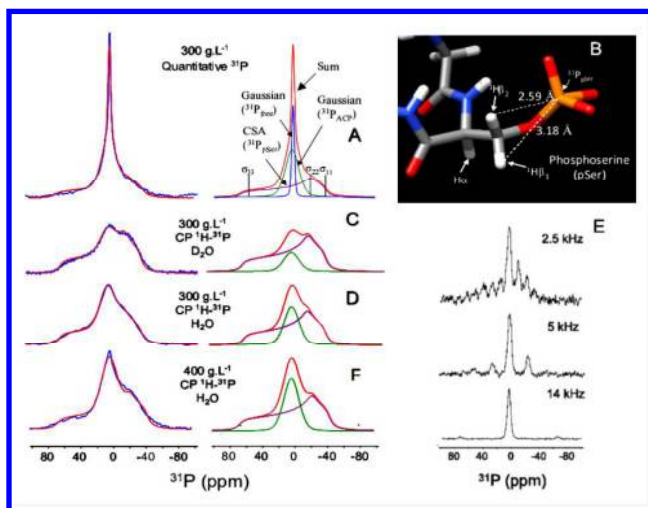 300 g.L⁻¹
Quantitative ³¹P
Sum
Gaussian
(³¹P_free)
Gaussian
(³¹P_ACP)
CSA
(³¹P_pSer)
A
σ₃₃
σ₂₂σ₁₁
B
³¹P_pSer
¹Hβ₂
2.59 Å
3.18 Å
¹Hβ₁
Hα
Phosphoserine
(pSer)
300 g.L⁻¹
CP ¹H-³¹P
D₂O
C
300 g.L⁻¹
CP ¹H-³¹P
H₂O
D
400 g.L⁻¹
CP ¹H-³¹P
H₂O
F
E
2.5 kHz
5 kHz
14 kHz
80 40 0 -40 -80
80 40 0 -40 -80
80 40 0 -40 -80
³¹P (ppm)
³¹P (ppm)